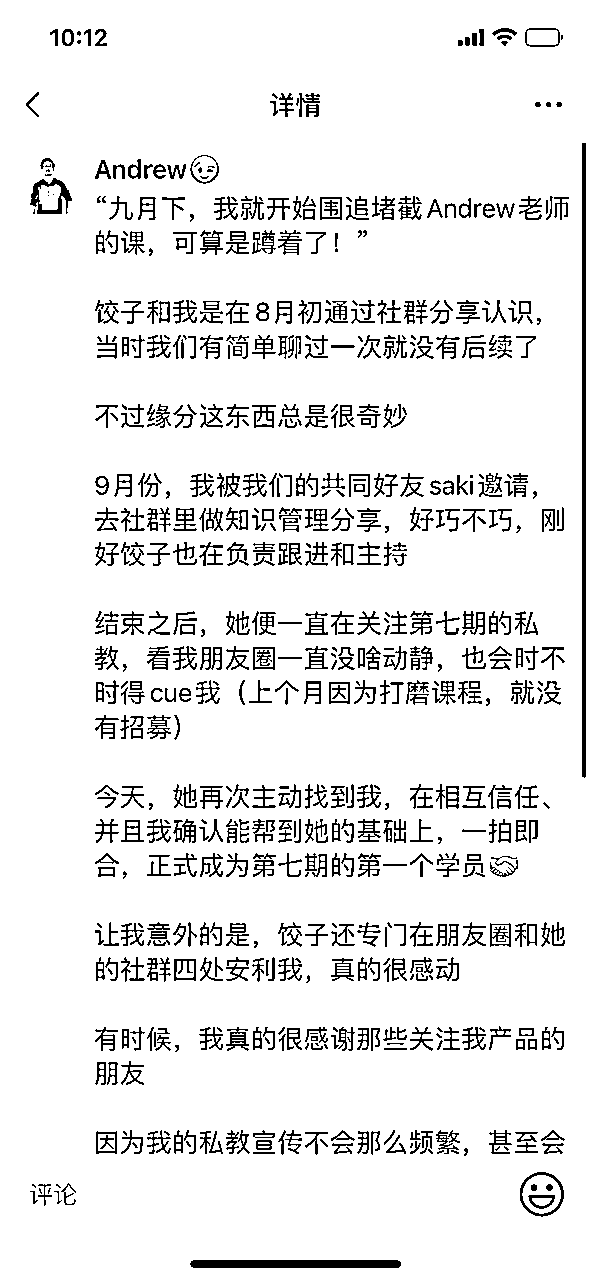 10:12
详情
Andrew😉
“九月下，我就开始围追堵截Andrew老师
的课，可算是蹲着了！”
饺子和我是在8月初通过社群分享认识，
当时我们有简单聊过一次就没有后续了
不过缘分这东西总是很奇妙
9月份，我被我们的共同好友saki邀请，
去社群里做知识管理分享，好巧不巧，刚
好饺子也在负责跟进和主持
结束之后，她便一直在关注第七期的私
教，看我朋友圈一直没啥动静，也会时不
时得cue我（上个月因为打磨课程，就没
有招募）
今天，她再次主动找到我，在相互信任、
并且我确认能帮到她的基础上，一拍即
合，正式成为第七期的第一个学员🤝
让我意外的是，饺子还专门在朋友圈和她
的社群四处安利我，真的很感动
有时候，我真的很感谢那些关注我产品的
朋友
因为我的私教宣传不会那么频繁，甚至会
评论